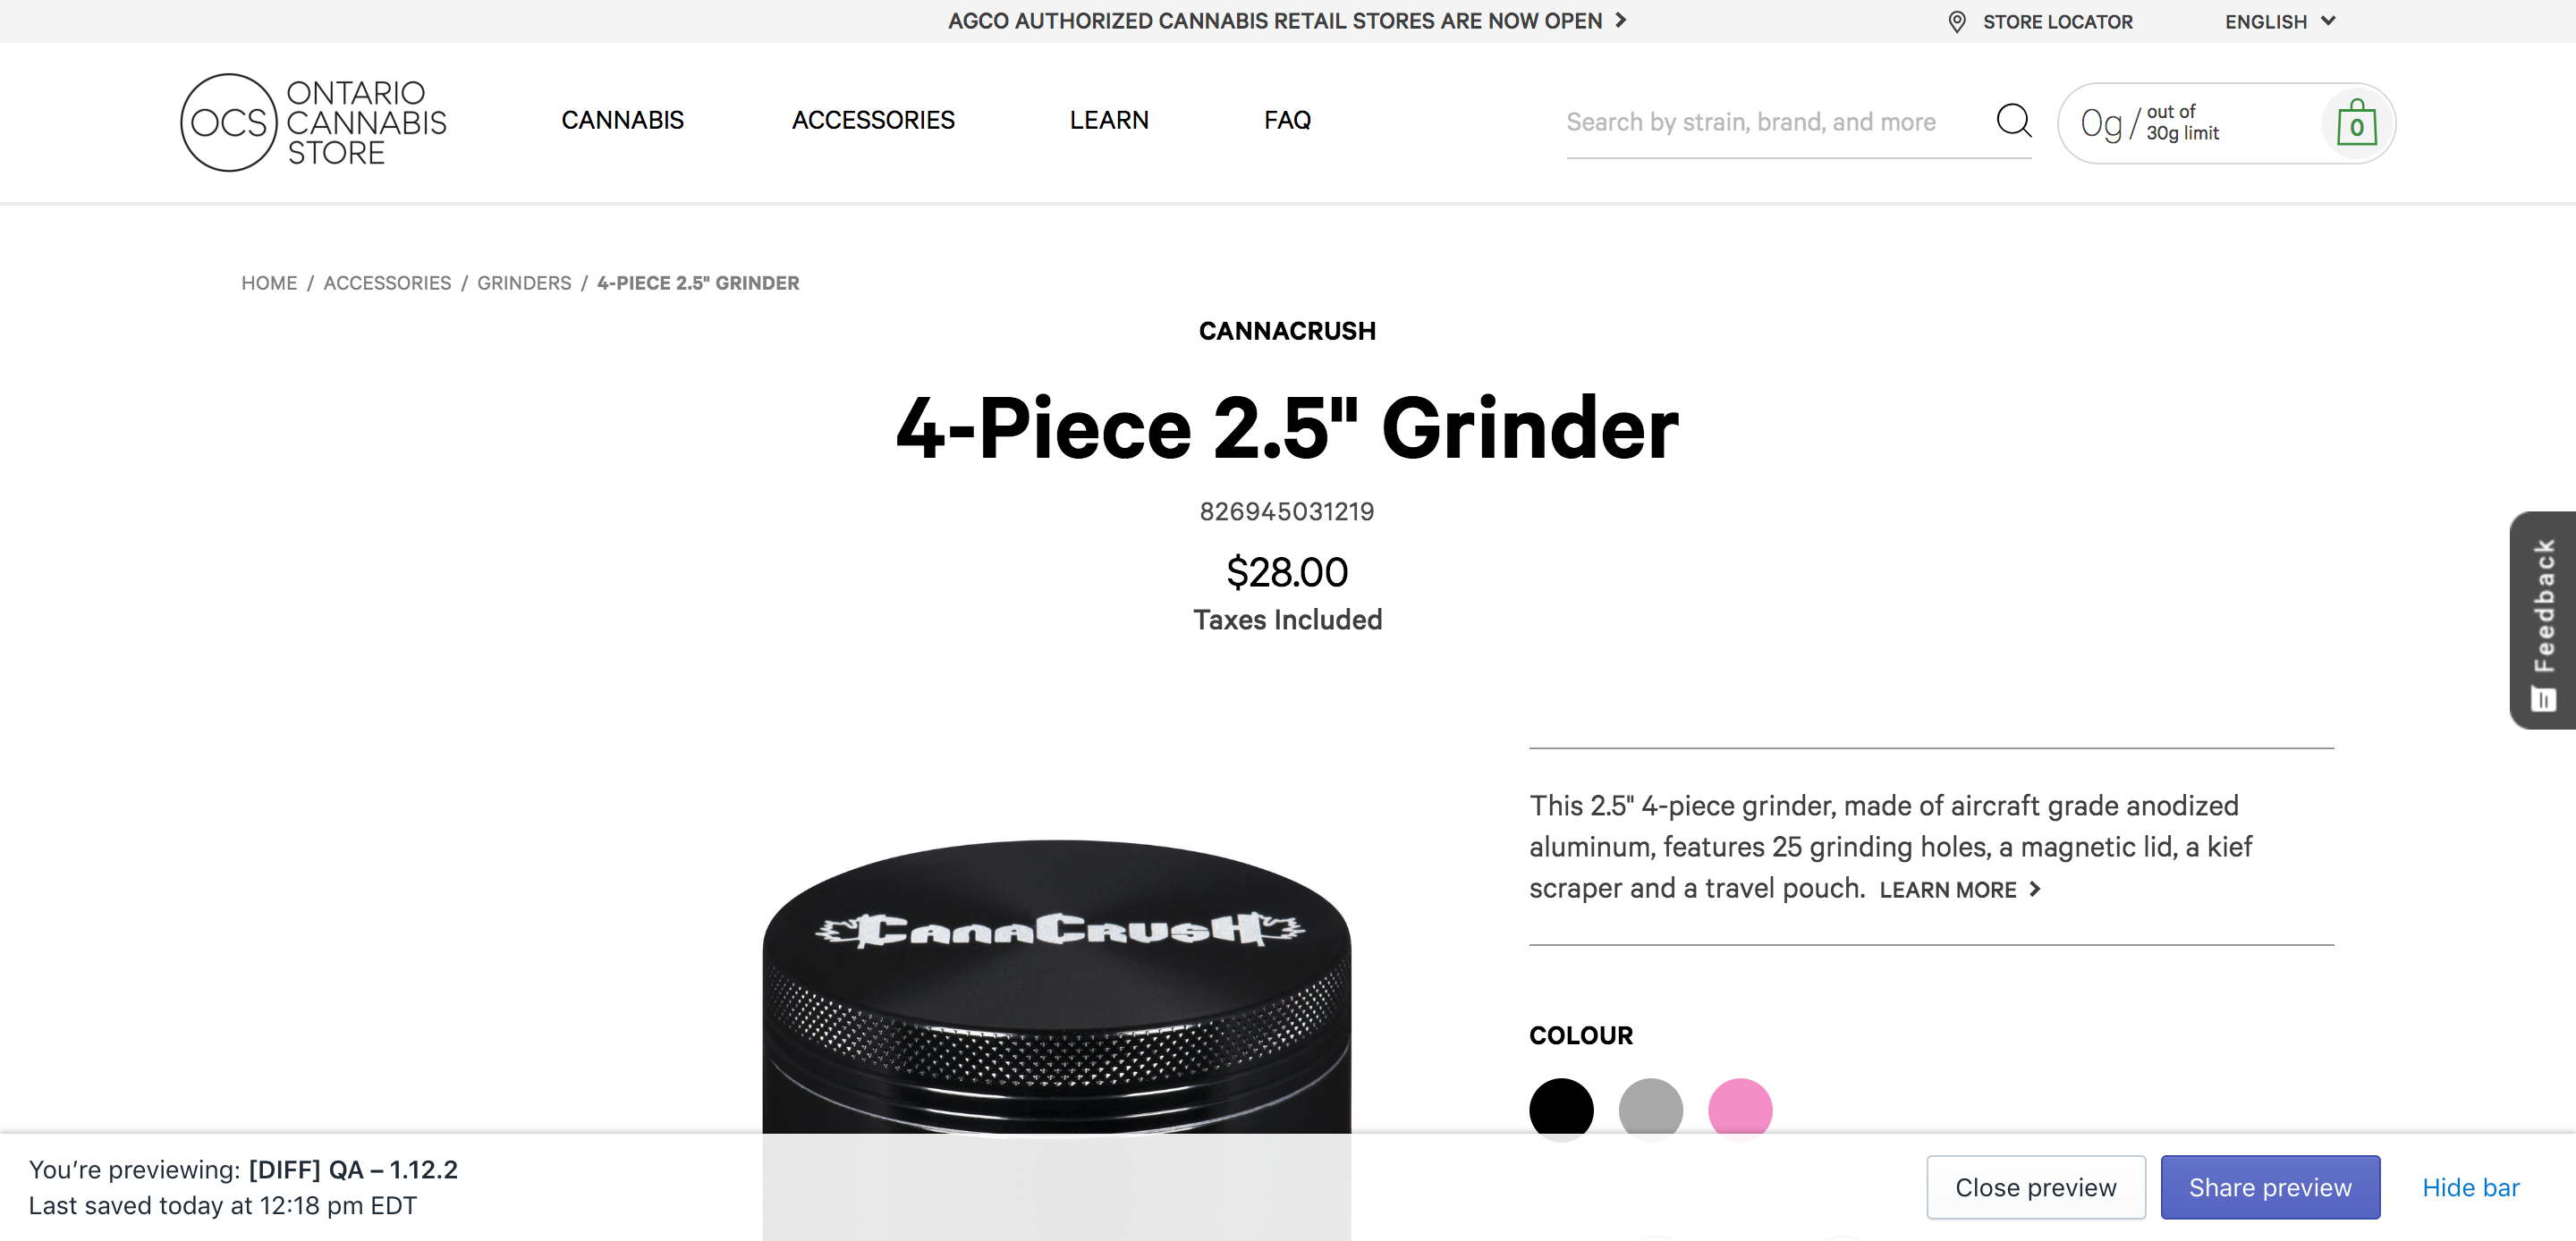 AGCO AUTHORIZED CANNABIS RETAIL STORES ARE NOW OPEN
STORE LOCATOR
ENGLISH
OCS
ONTARIO
CANNABIS
STORE
CANNABIS
ACCESSORIES
LEARN
FAQ
Search by strain, brand, and more
0g / out of
30g limit
0
HOME / ACCESSORIES / GRINDERS / 4-PIECE 2.5" GRINDER
CANNACRUSH
4-Piece 2.5" Grinder
826945031219
$28.00
Taxes Included
Feedback
This 2.5" 4-piece grinder, made of aircraft grade anodized
aluminum, features 25 grinding holes, a magnetic lid, a kief
scraper and a travel pouch. LEARN MORE
CANACRUSH
COLOUR
You're previewing: [DIFF] QA – 1.12.2
Last saved today at 12:18 pm EDT
Close preview
Share preview
Hide bar